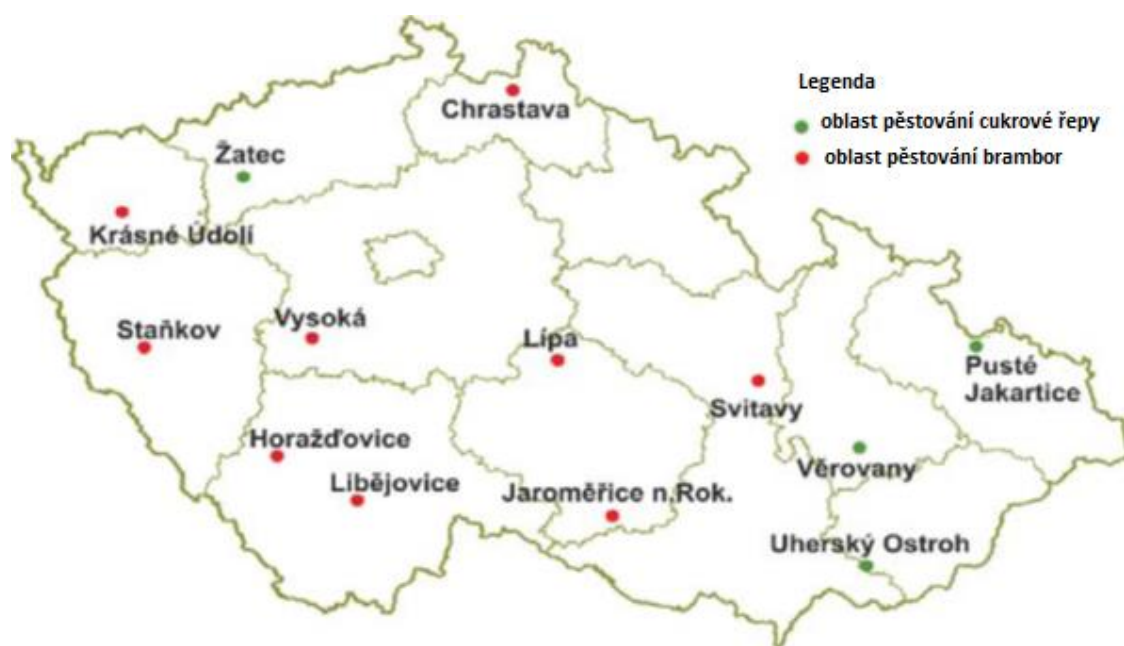 Legenda
oblast pěstování cukrové řepy
oblast pěstování brambor
Chrastava
Žatec
Krásné Údolí
Staňkov
Vysoká
Lípa
Pusté
Jakartice
Svitavy
Horažďovice
Věrovany
Libějovice
Jaroměřice n.Rok.
Uherský Ostroh